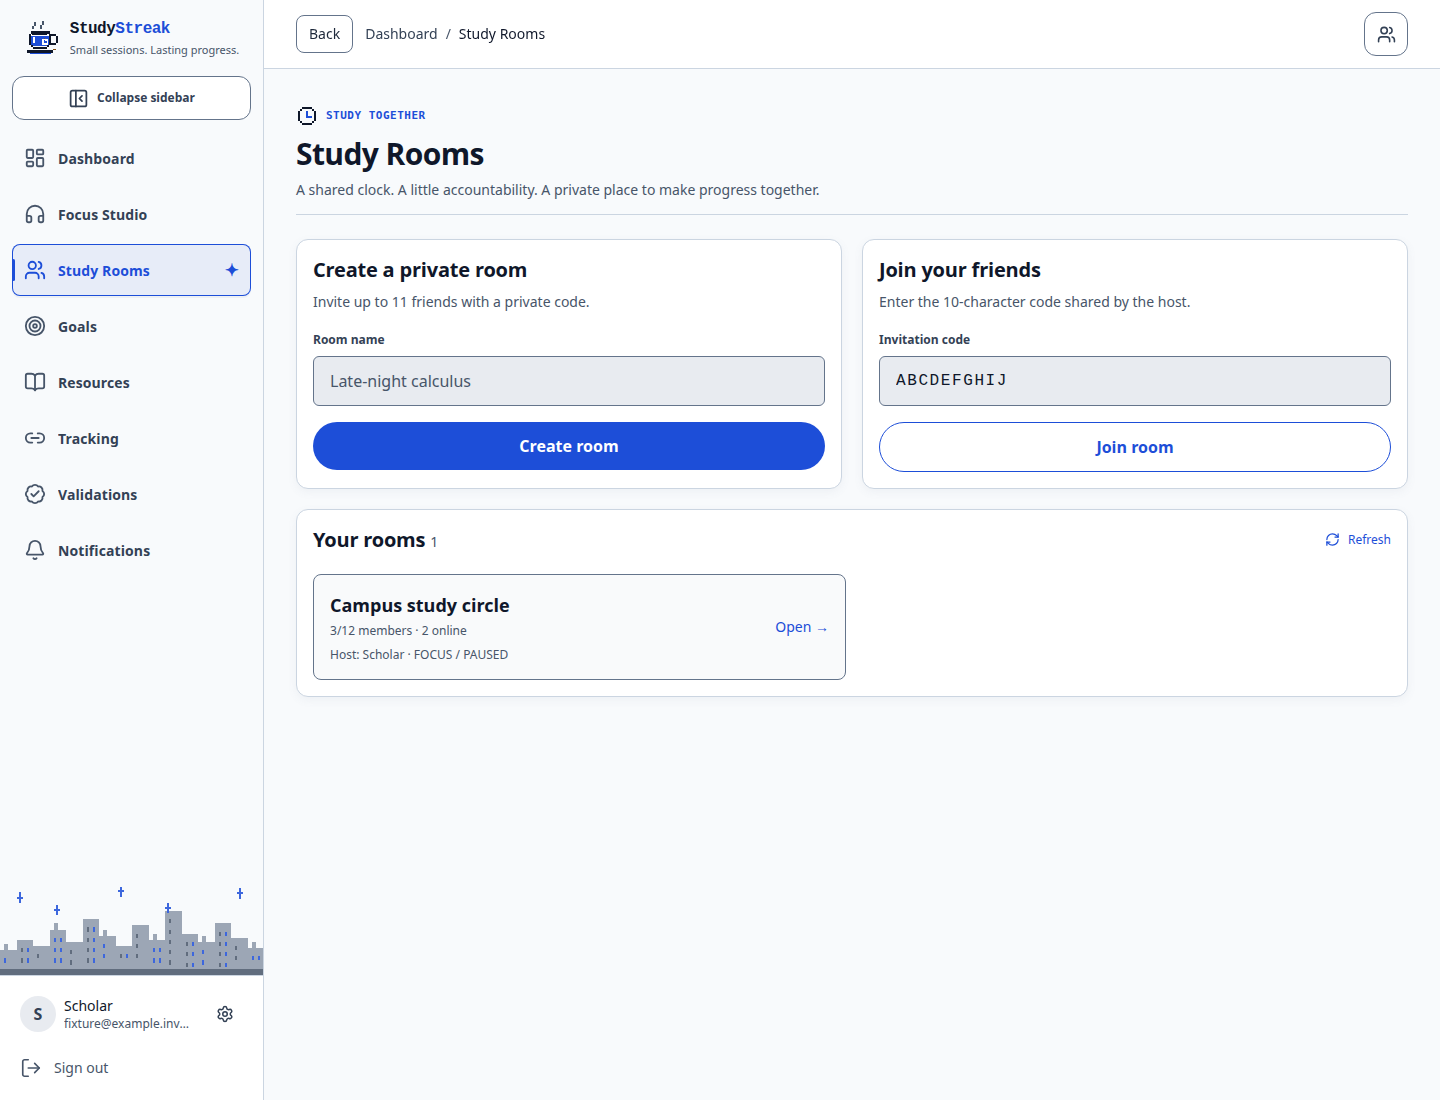 StudyStreak
Small sessions. Lasting progress.
Collapse sidebar
Dashboard
Focus Studio
Study Rooms
Goals
Resources
Tracking
Validations
Notifications
S
Scholar
fixture@example.inv...
Sign out
Back
Dashboard / Study Rooms
STUDY TOGETHER
Study Rooms
A shared clock. A little accountability. A private place to make progress together.
Create a private room
Invite up to 11 friends with a private code.
Room name
Late-night calculus
Create room
Join your friends
Enter the 10-character code shared by the host.
Invitation code
ABCDEFGHIJ
Join room
Your rooms 1
Refresh
Campus study circle
3/12 members · 2 online
Host: Scholar · FOCUS / PAUSED
Open →